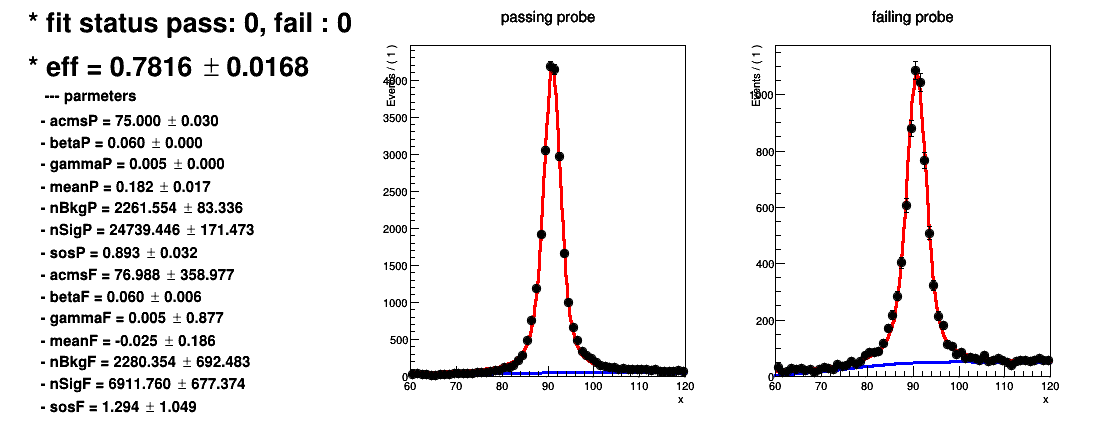 * fit status pass: 0, fail : 0
* eff = 0.7816 ± 0.0168
--- parmeters
- acmsP = 75.000 ± 0.030
- betaP = 0.060 ± 0.000
- gammaP = 0.005 ± 0.000
- meanP = 0.182 ± 0.017
- nBkgP = 2261.554 ± 83.336
- nSigP = 24739.446 ± 171.473
- sosP = 0.893 ± 0.032
- acmsF = 76.988 ± 358.977
- betaF = 0.060 ± 0.006
- gammaF = 0.005 ± 0.877
- meanF = -0.025 ± 0.186
- nBkgF = 2280.354 ± 692.483
- nSigF = 6911.760 ± 677.374
- sosF = 1.294 ± 1.049
passing probe
Events / ( 1 )
4000
3500
3000
2500
2000
1500
1000
500
0
60 70 80 90 100 110 120
x
failing probe
Events / ( 1 )
1000
800
600
400
200
0
60 70 80 90 100 110 120
x